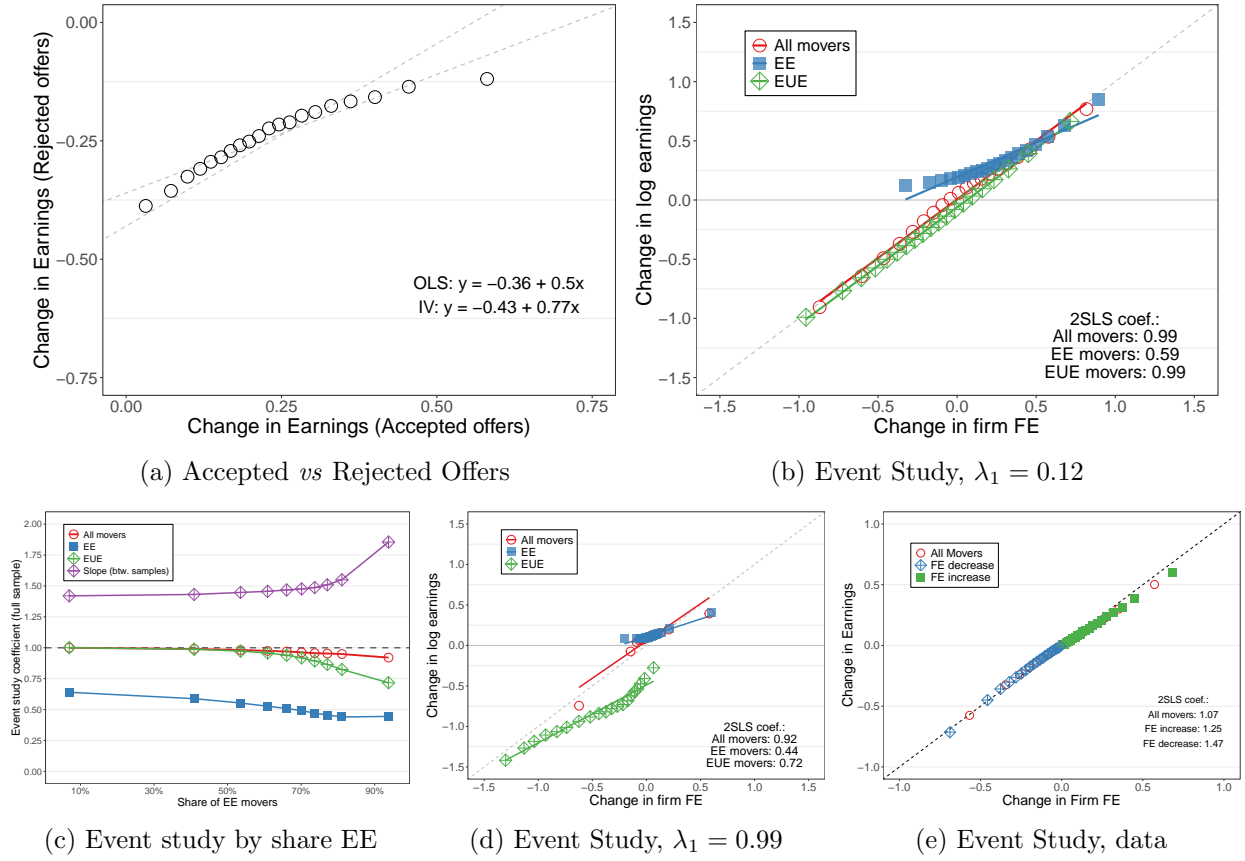 0.00
−0.25
−0.50
−0.75
Change in Earnings (Rejected offers)
OLS: y = −0.36 + 0.5x
IV: y = −0.43 + 0.77x
0.00
0.25
0.50
0.75
Change in Earnings (Accepted offers)
(a) Accepted vs Rejected Offers
1.5
1.0
0.5
0.0
−0.5
−1.0
−1.5
Change in log earnings
All movers
EE
EUE
2SLS coef.:
All movers: 0.99
EE movers: 0.59
EUE movers: 0.99
−1.5
−1.0
−0.5
0.0
0.5
1.0
1.5
Change in firm FE
(b) Event Study, λ₁ = 0.12
2.00
1.75
1.50
1.25
1.00
0.75
0.50
0.25
0.00
Event study coefficient (full sample)
All movers
EE
EUE
Slope (btw. samples)
10%
30%
50%
70%
90%
Share of EE movers
(c) Event study by share EE
1.5
1.0
0.5
0.0
−0.5
−1.0
−1.5
Change in log earnings
All movers
EE
EUE
2SLS coef.:
All movers: 0.92
EE movers: 0.44
EUE movers: 0.72
−1.5
−1.0
−0.5
0.0
0.5
1.0
1.5
Change in firm FE
(d) Event Study, λ₁ = 0.99
1.0
0.5
0.0
−0.5
−1.0
Change in Earnings
All Movers
FE decrease
FE increase
2SLS coef.:
All movers: 1.07
FE increase: 1.25
FE decrease: 1.47
−1.0
−0.5
0.0
0.5
1.0
Change in Firm FE
(e) Event Study, data